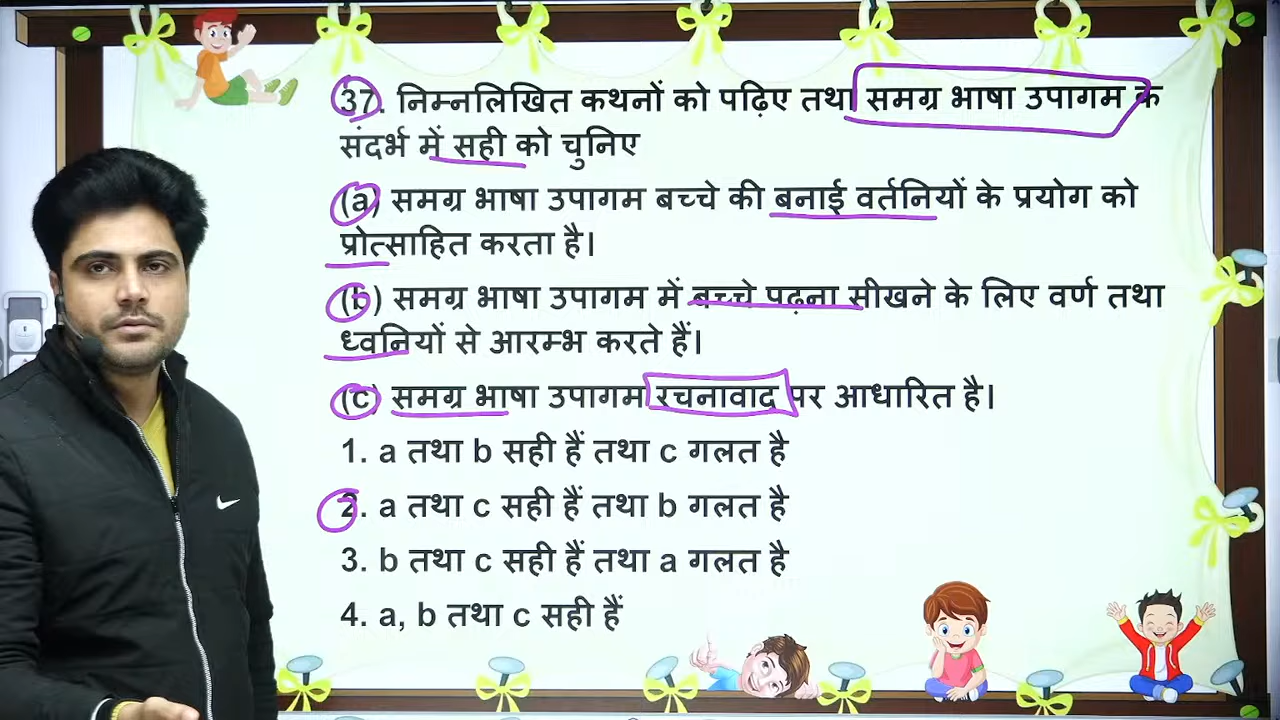 37. निम्नलिखित कथनों को पढ़िए तथा समग्र भाषा उपागम के
संदर्भ में सही को चुनिए
(a) समग्र भाषा उपागम बच्चे की बनाई वर्तनियों के प्रयोग को
प्रोत्साहित करता है।
(b) समग्र भाषा उपागम में बच्चे पढ़ना सीखने के लिए वर्ण तथा
ध्वनियों से आरम्भ करते हैं।
(c) समग्र भाषा उपागम रचनावाद पर आधारित है।
1. a तथा b सही हैं तथा c गलत है
2. a तथा c सही हैं तथा b गलत है
3. b तथा c सही हैं तथा a गलत है
4. a, b तथा c सही हैं